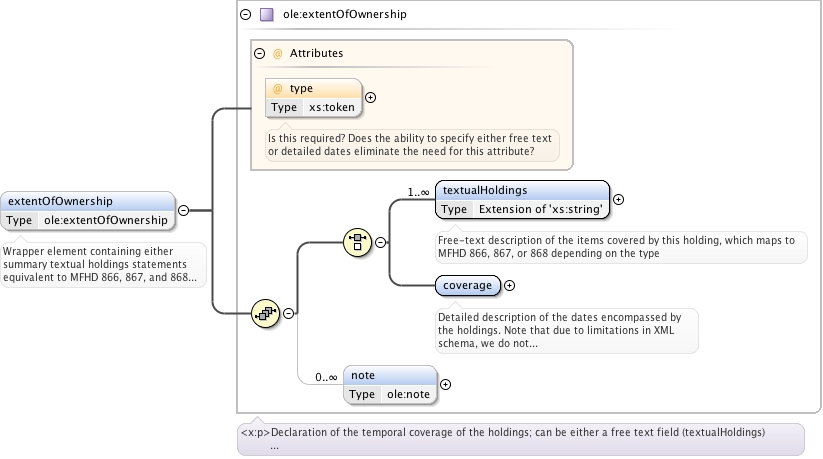 ole:extentOfOwnership
@ Attributes
@ type
Type xs:token
Is this required? Does the ability to specify either free text
or detailed dates eliminate the need for this attribute?
extentOfOwnership
Type ole:extentOfOwnership
Wrapper element containing either
summary textual holdings statements
equivalent to MFHD 866, 867, and 868...
1..∞
textualHoldings
Type Extension of 'xs:string'
Free-text description of the items covered by this holding, which maps to
MFHD 866, 867, or 868 depending on the type
coverage
Detailed description of the dates encompassed by
the holdings. Note that due to limitations in XML
schema, we do not...
0..∞
note
Type ole:note
<x:p>Declaration of the temporal coverage of the holdings; can be either a free text field (textualHoldings)
...